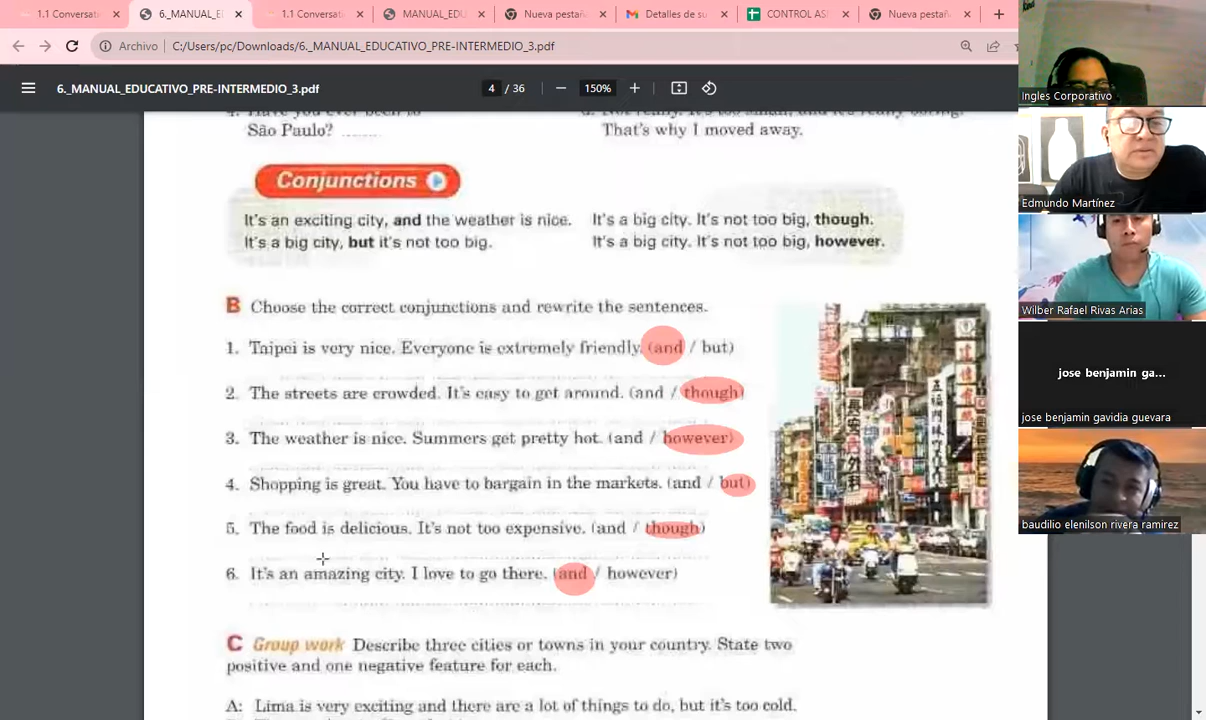 1.1 Conversati
6._MANUAL_E
1.1 Conversati
MANUAL_EDU
Nueva pestañ
Detalles de su
CONTROL AS
Nueva pestañ
Archivo
C:/Users/pc/Downloads/6._MANUAL_EDUCATIVO_PRE-INTERMEDIO_3.pdf
6._MANUAL_EDUCATIVO_PRE-INTERMEDIO_3.pdf
4 / 36
150%
São Paulo?
That's why I moved away.
Conjunctions
It's an exciting city, and the weather is nice.
It's a big city, but it's not too big.
It's a big city. It's not too big, though.
It's a big city. It's not too big, however.
B Choose the correct conjunctions and rewrite the sentences.
1. Taipei is very nice. Everyone is extremely friendly. (and / but)
2. The streets are crowded. It's easy to get around. (and / though)
3. The weather is nice. Summers get pretty hot. (and / however)
4. Shopping is great. You have to bargain in the markets. (and / but)
5. The food is delicious. It's not too expensive. (and / though)
6. It's an amazing city. I love to go there. (and / however)
C Group work Describe three cities or towns in your country. State two
positive and one negative feature for each.
A: Lima is very exciting and there are a lot of things to do, but it's too cold.
Ingles Corporativo
Edmundo Martínez
Wilber Rafael Rivas Arias
jose benjamin ga...
jose benjamin gavidia guevara
baudilio elenilson rivera ramirez